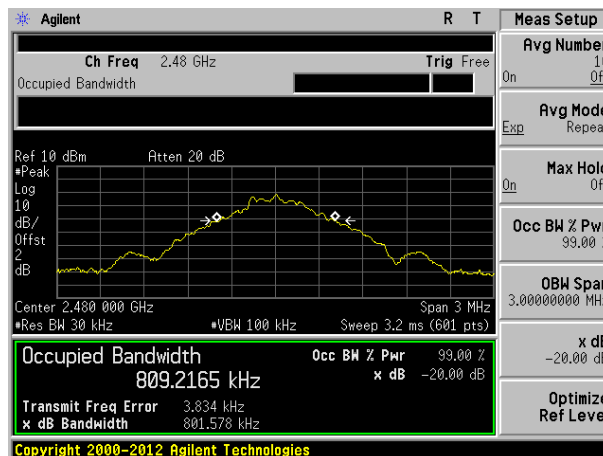 Agilent R T Meas Setup
Avg Number
On
Ch Freq 2.48 GHz Trig Free
Occupied Bandwidth
Avg Mode
Exp
Ref 10 dBm Atten 20 dB
#Peak
Log
10
dB/
Offst
2
dB
Max Hold
On
Occ BW % Pwr
99.00
OBW Span
3.00000000
Center 2.480 000 GHz Span 3 MHz
#Res BW 30 kHz #VBW 100 kHz Sweep 3.2 ms (601 pts)
x dB
-20.00
Occupied Bandwidth
809.2165 kHz
Occ BW % Pwr 99.00 %
x dB -20.00 dB
Transmit Freq Error 3.834 kHz
x dB Bandwidth 801.578 kHz
Optimize
Ref Level
Copyright 2000-2012 Agilent Technologies